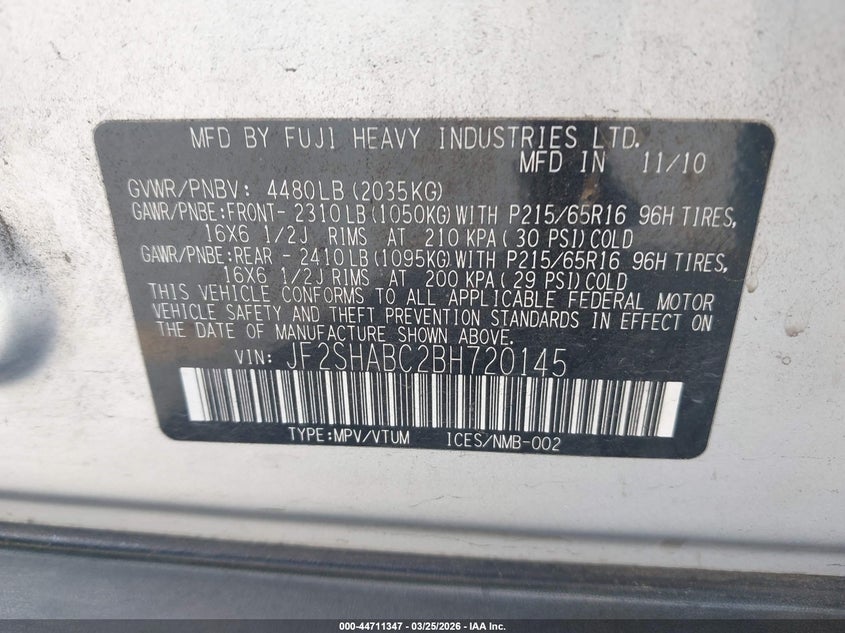 MFD BY FUJI HEAVY INDUSTRIES LTD.
MFD IN 11/10
GVWR/PNBV: 4480LB(2035KG)
GAWR/PNBE:FRONT- 2310LB(1050KG)WITH P215/65R16 96H TIRES,
16X6 1/2J RIMS AT 210 KPA(30 PSI)COLD
GAWR/PNBE:REAR - 2410LB(1095KG)WITH P215/65R16 96H TIRES,
16X6 1/2J RIMS AT 200 KPA(29 PSI)COLD
THIS VEHICLE CONFORMS TO ALL APPLICABLE FEDERAL MOTOR
VEHICLE SAFETY AND THEFT PREVENTION STANDARDS IN EFFECT ON
THE DATE OF MANUFACTURE SHOWN ABOVE.
VIN: JF2SHABC2BH720145
TYPE:MPV/VTUM ICES/NMB-002
000-44711347 - 03/25/2026 - IAA Inc.